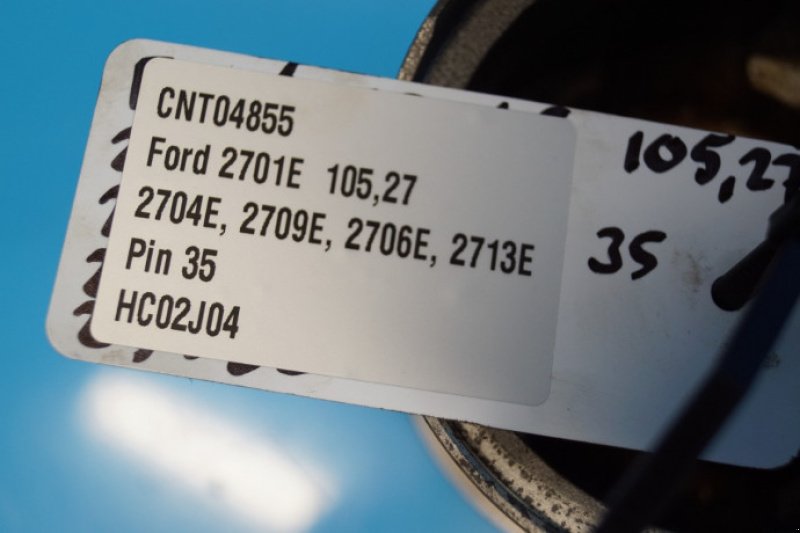 CNT04855
Ford 2701E 105,27
2704E, 2709E, 2706E, 2713E
Pin 35
HC02J04
105,27
35